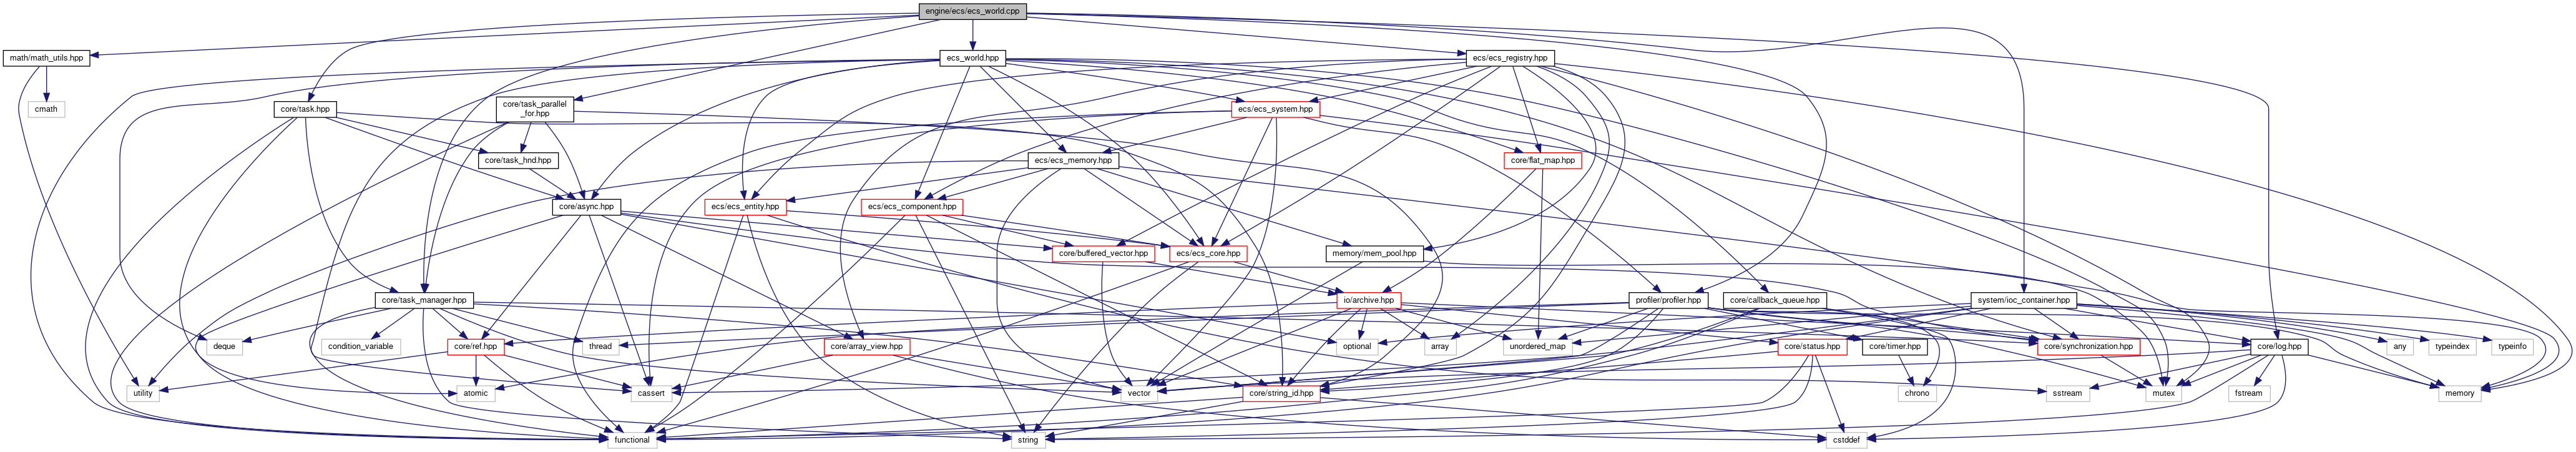 engine/ecs/ecs_world.cpp
math/math_utils.hpp
ecs_world.hpp
ecs/ecs_registry.hpp
cmath
core/task.hpp
core/task_parallel
_for.hpp
ecs/ecs_system.hpp
core/task_hnd.hpp
ecs/ecs_memory.hpp
core/flat_map.hpp
core/async.hpp
ecs/ecs_entity.hpp
ecs/ecs_component.hpp
core/buffered_vector.hpp
ecs/ecs_core.hpp
memory/mem_pool.hpp
core/task_manager.hpp
io/archive.hpp
profiler/profiler.hpp
core/callback_queue.hpp
system/ioc_container.hpp
deque
condition_variable
core/ref.hpp
thread
core/array_view.hpp
optional
array
unordered_map
core/status.hpp
core/timer.hpp
core/synchronization.hpp
core/log.hpp
any
typeindex
typeinfo
utility
atomic
cassert
vector
core/string_id.hpp
chrono
sstream
mutex
fstream
memory
functional
string
cstddef